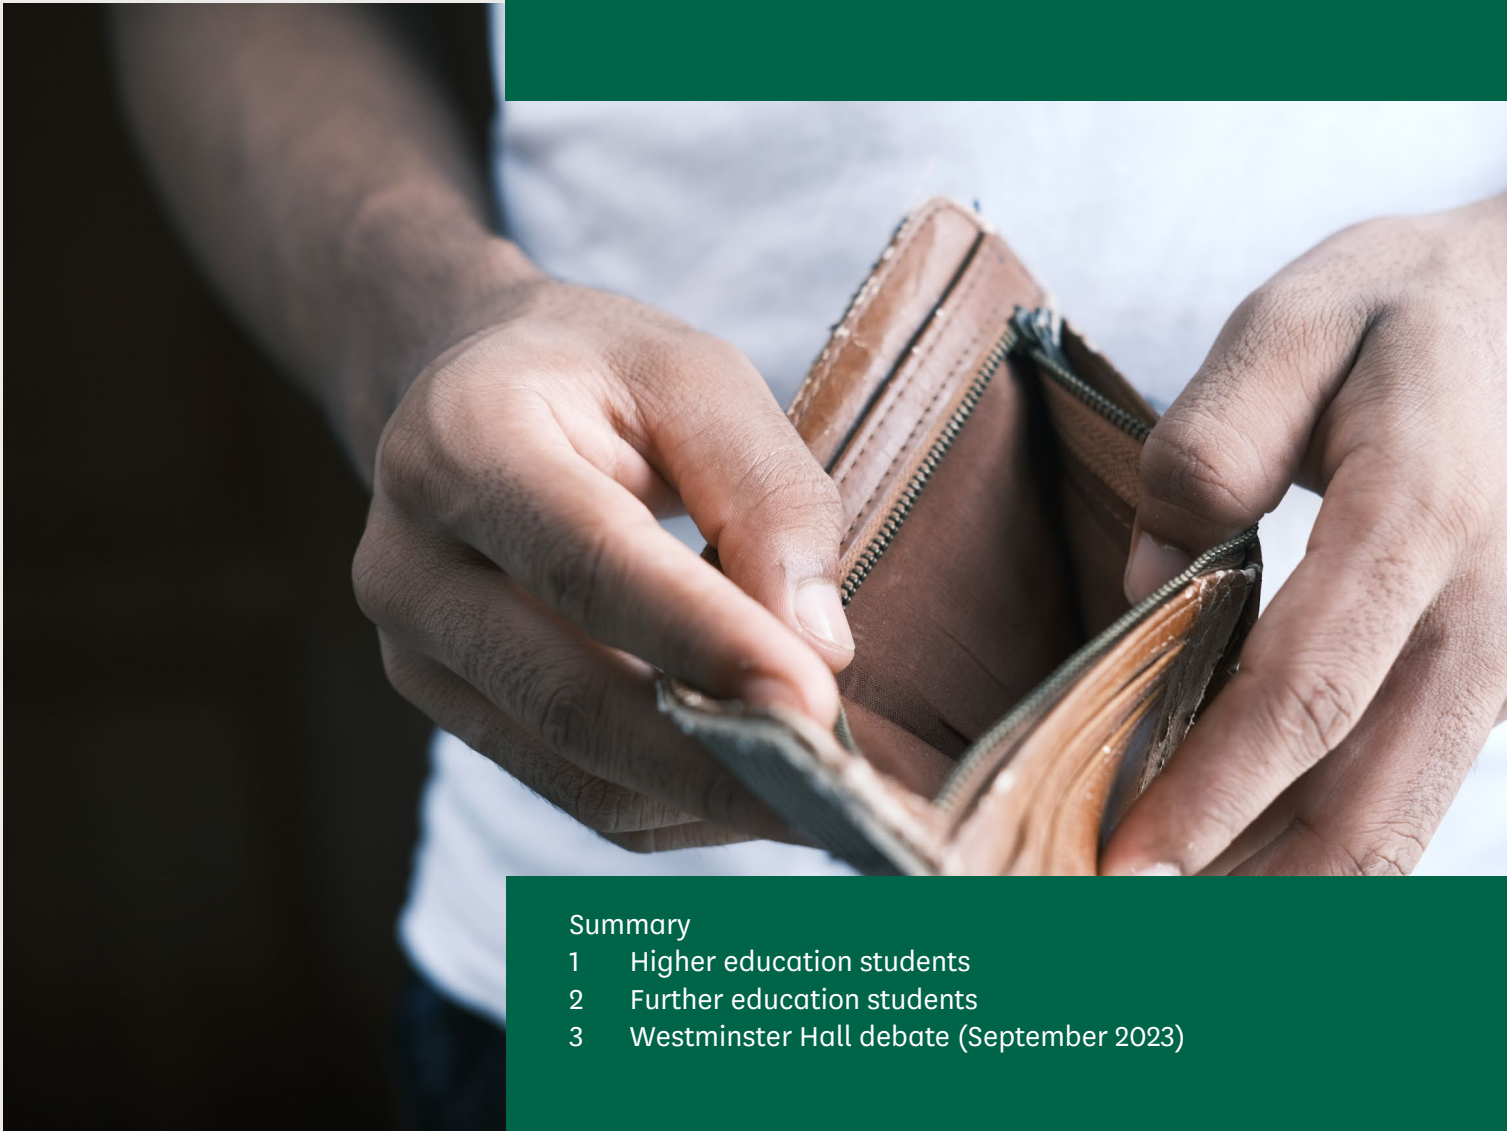 Summary
1 Higher education students
2 Further education students
3 Westminster Hall debate (September 2023)